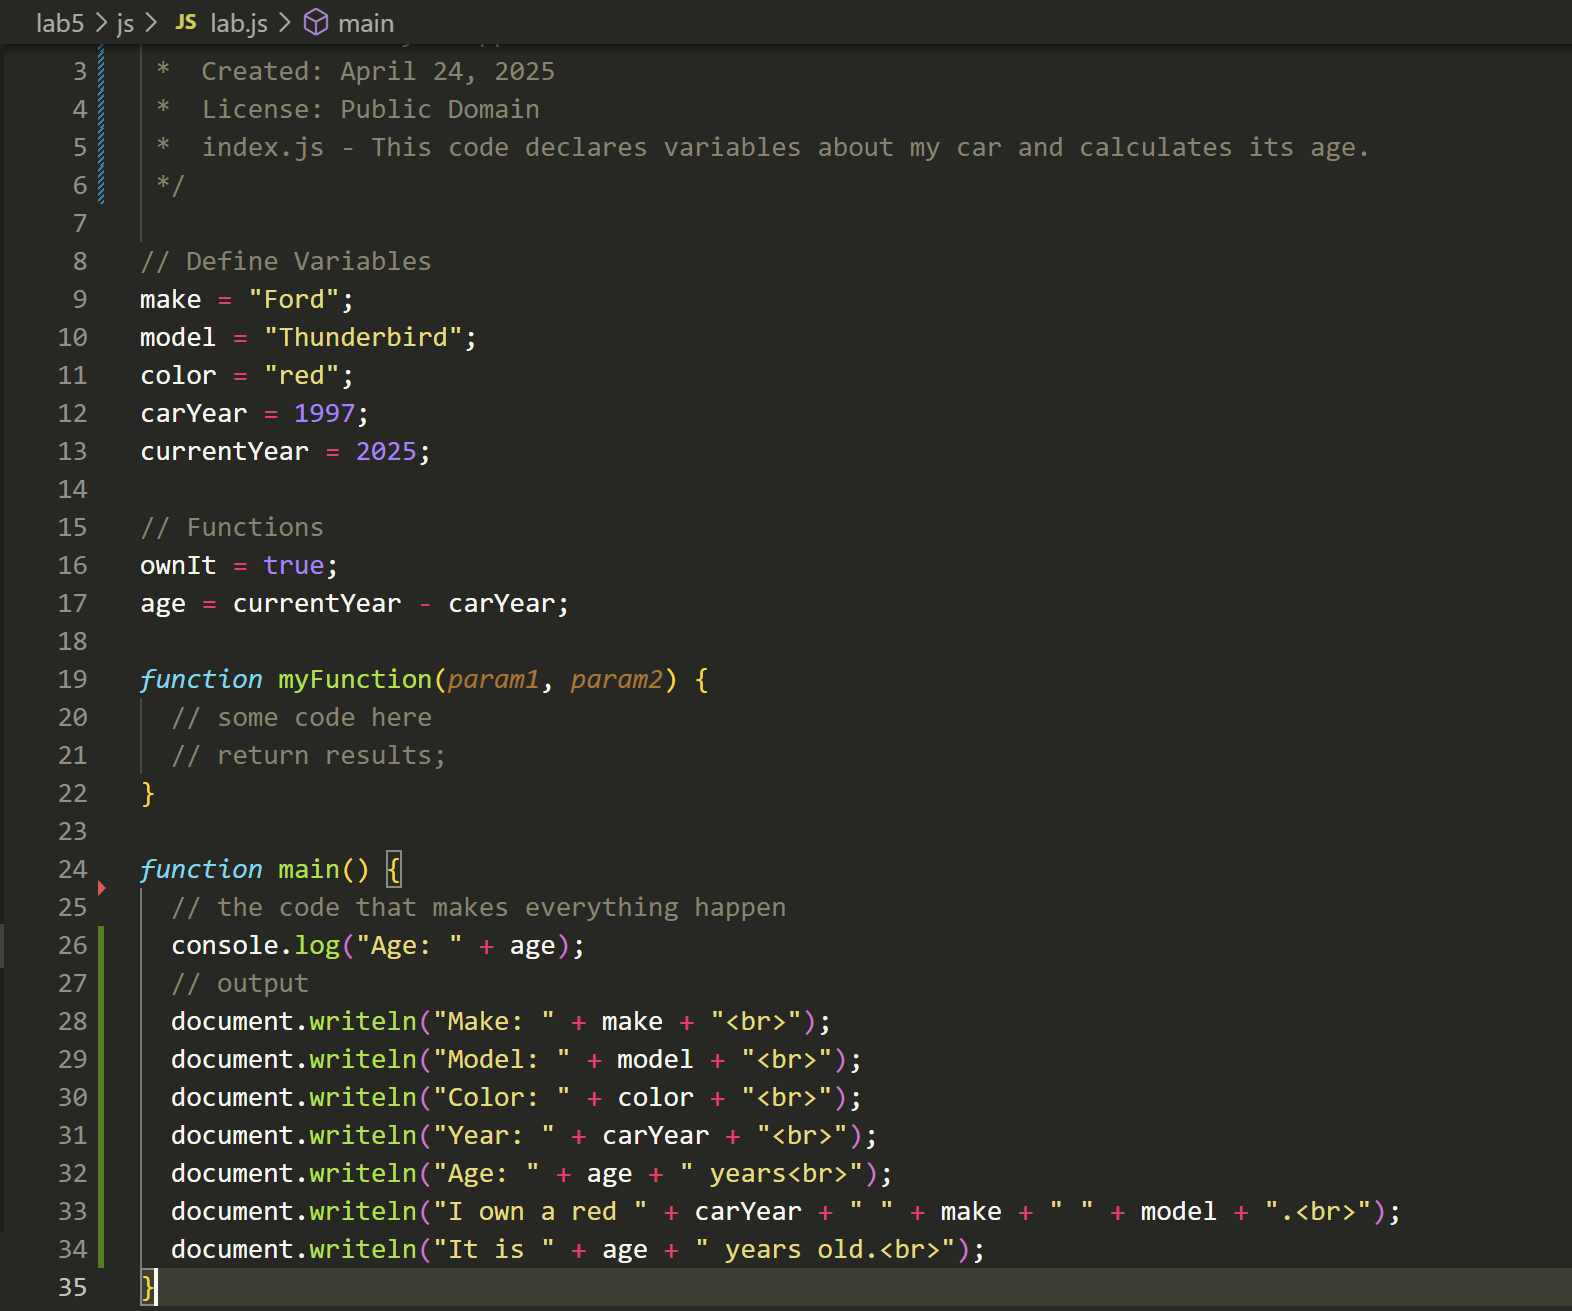 lab5 > js > JS lab.js > main
3 * Created: April 24, 2025
4 * License: Public Domain
5 * index.js - This code declares variables about my car and calculates its age.
6 */
7
8 // Define Variables
9 make = "Ford";
10 model = "Thunderbird";
11 color = "red";
12 carYear = 1997;
13 currentYear = 2025;
14
15 // Functions
16 ownIt = true;
17 age = currentYear - carYear;
18
19 function myFunction(param1, param2) {
20   // some code here
21   // return results;
22 }
23
24 function main() {
25   // the code that makes everything happen
26   console.log("Age: " + age);
27   // output
28   document.writeln("Make: " + make + "<br>");
29   document.writeln("Model: " + model + "<br>");
30   document.writeln("Color: " + color + "<br>");
31   document.writeln("Year: " + carYear + "<br>");
32   document.writeln("Age: " + age + " years<br>");
33   document.writeln("I own a red " + carYear + " " + make + " " + model + ".<br>");
34   document.writeln("It is " + age + " years old.<br>");
35 }